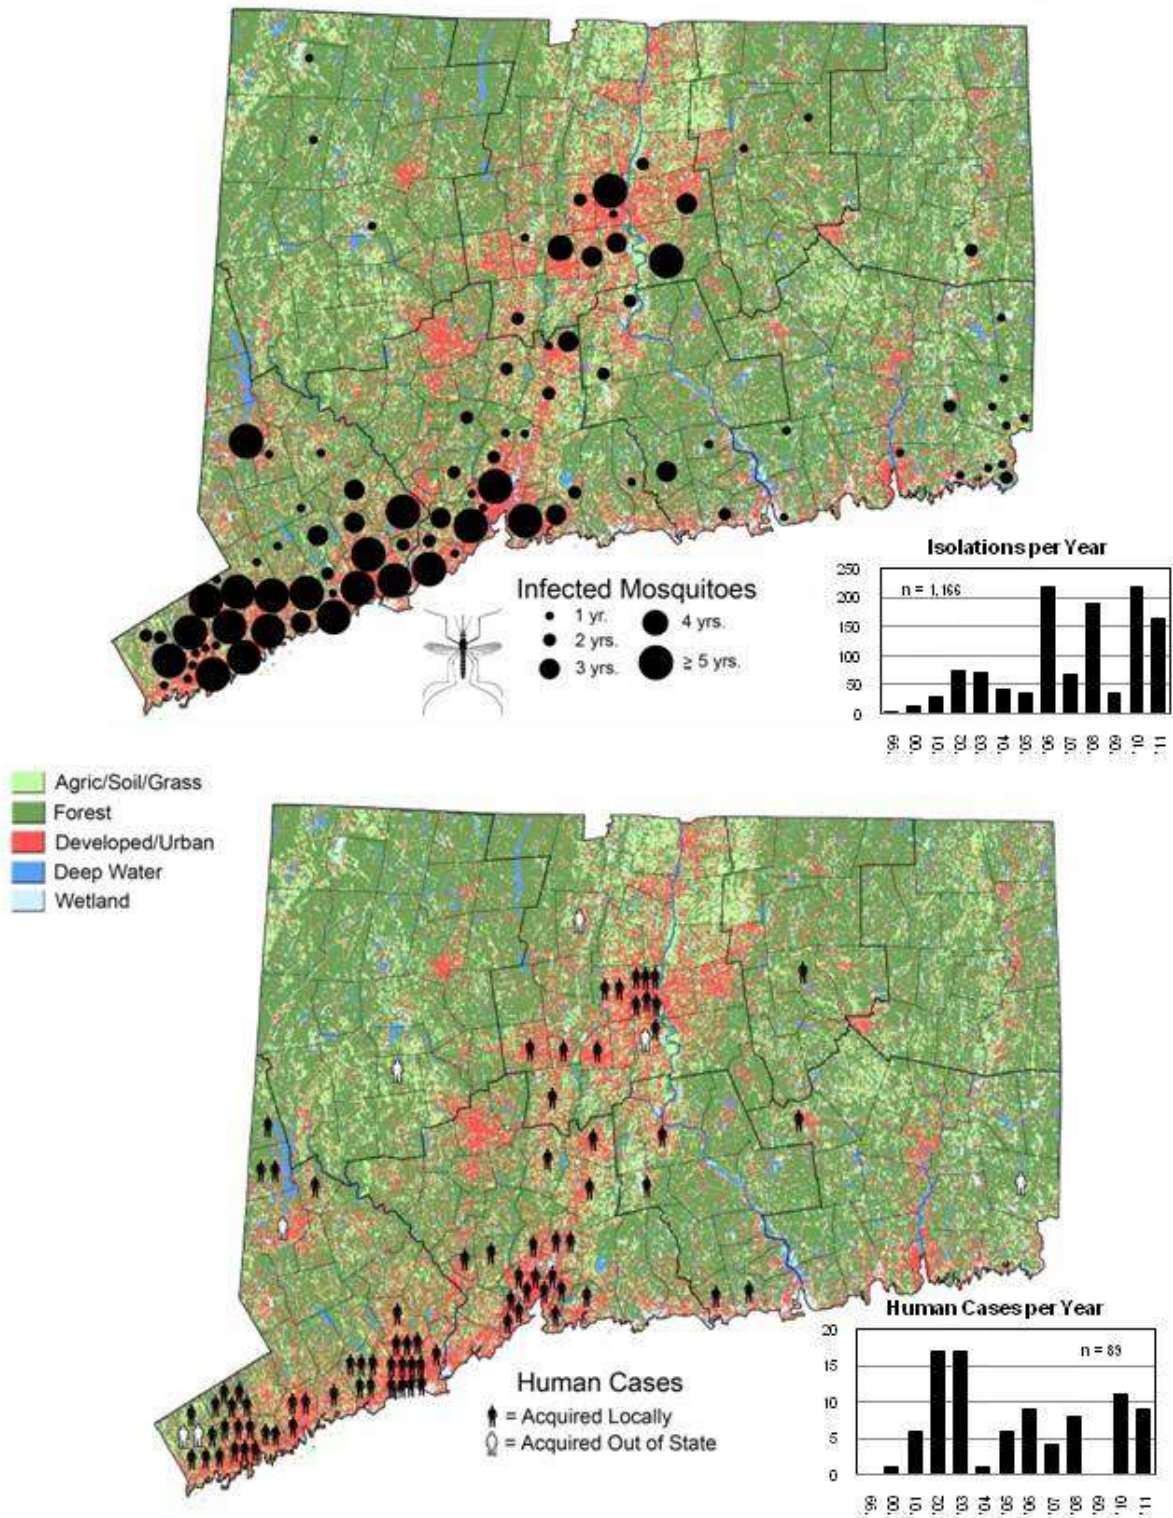 Isolations per Year
250
200
150
100
50
0
n = 1,166
'99
'00
'01
'02
'03
'04
'05
'06
'07
'08
'09
'10
'11
Infected Mosquitoes
1 yr.
2 yrs.
3 yrs.
4 yrs.
≥ 5 yrs.
Agric/Soil/Grass
Forest
Developed/Urban
Deep Water
Wetland
Human Cases per Year
20
15
10
5
0
n = 89
'99
'00
'01
'02
'03
'04
'05
'06
'07
'08
'09
'10
'11
Human Cases
= Acquired Locally
= Acquired Out of State